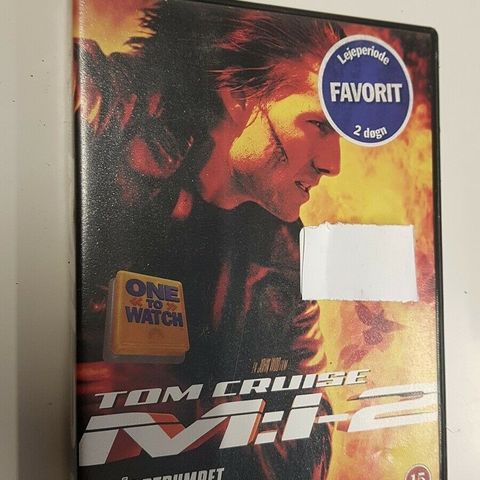 Lejeperiode
FAVORIT
2 døgn
ONE
TO
WATCH
TOM CRUISE
M:I-2
15